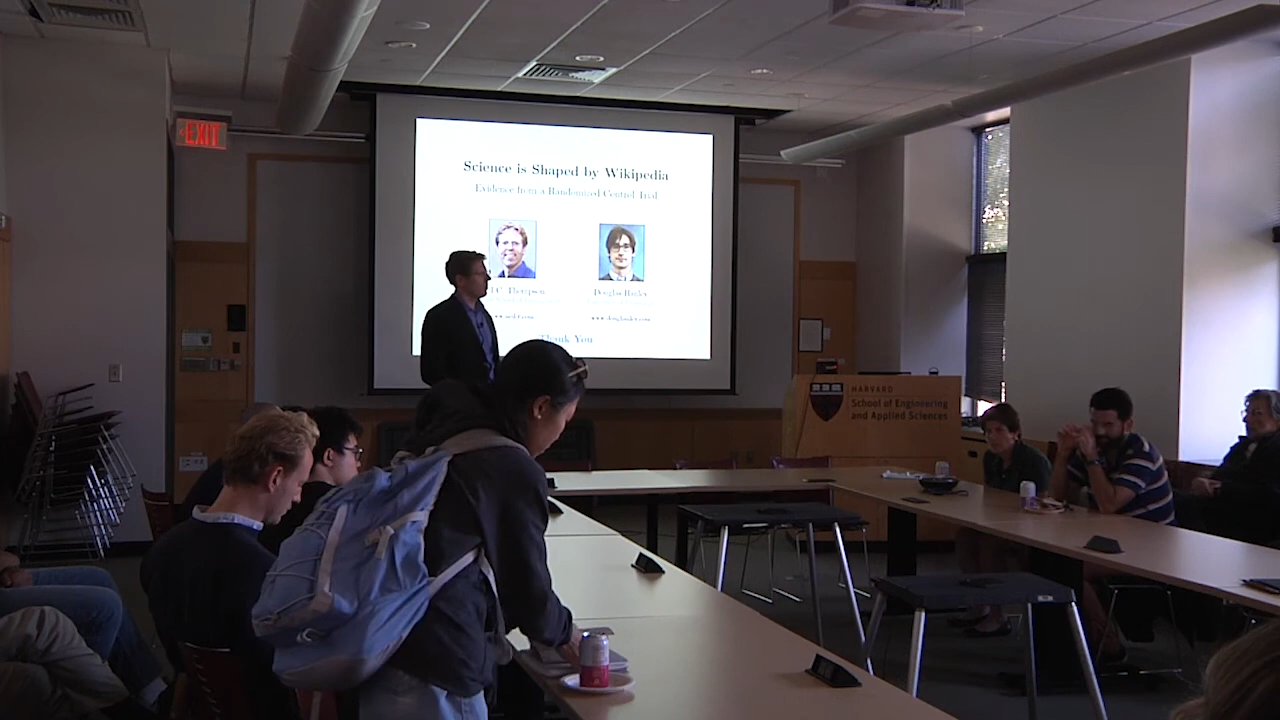 EXIT
Science is Shaped by Wikipedia
Evidence from a Randomized Control Trial
C. Thompson
Douglas Hanley
Thank You
HARVARD
School of Engineering
and Applied Sciences